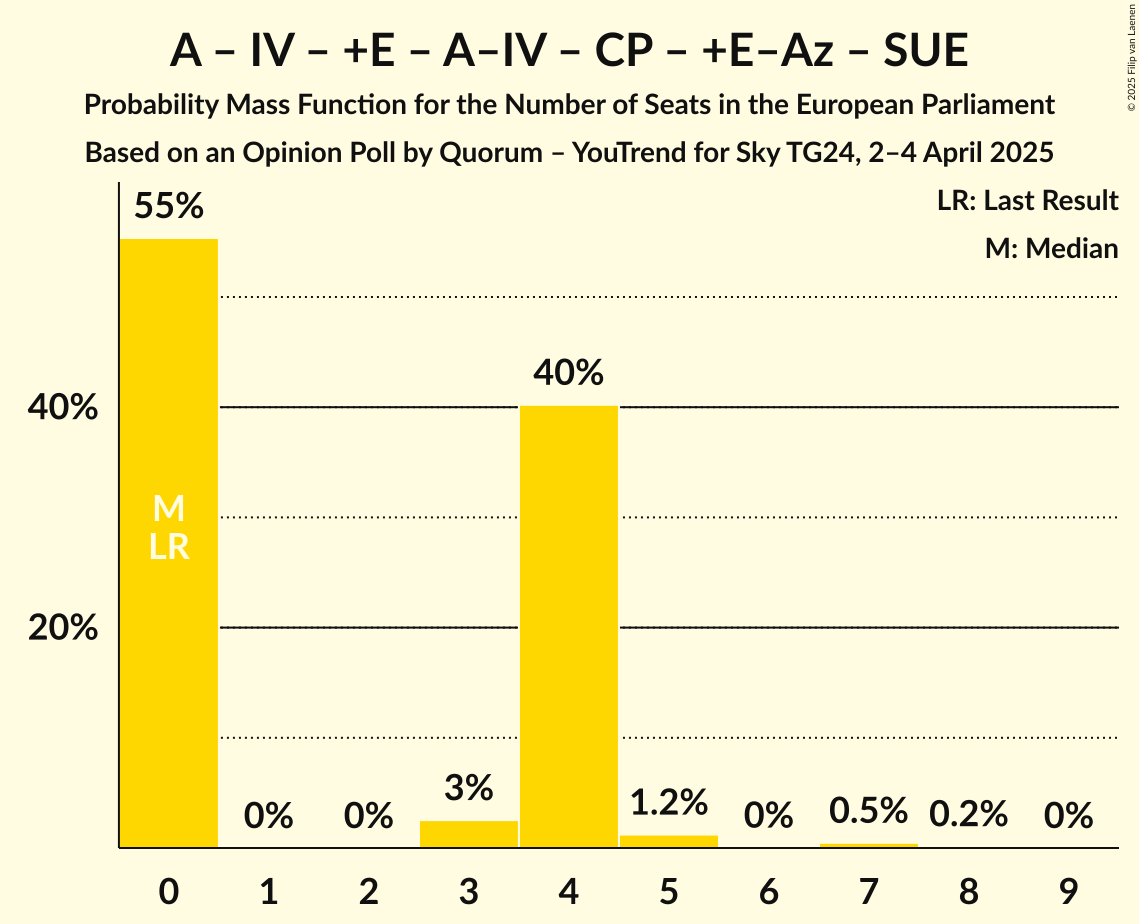 A – IV – +E – A–IV – CP – +E–Az – SUE
Probability Mass Function for the Number of Seats in the European Parliament
Based on an Opinion Poll by Quorum – YouTrend for Sky TG24, 2–4 April 2025
© 2025 Filip van Laenen
LR: Last Result
M: Median
55%
40%
40%
M
LR
20%
3%
1.2%
0%
0%
0%
0.5%
0.2%
0%
0 1 2 3 4 5 6 7 8 9